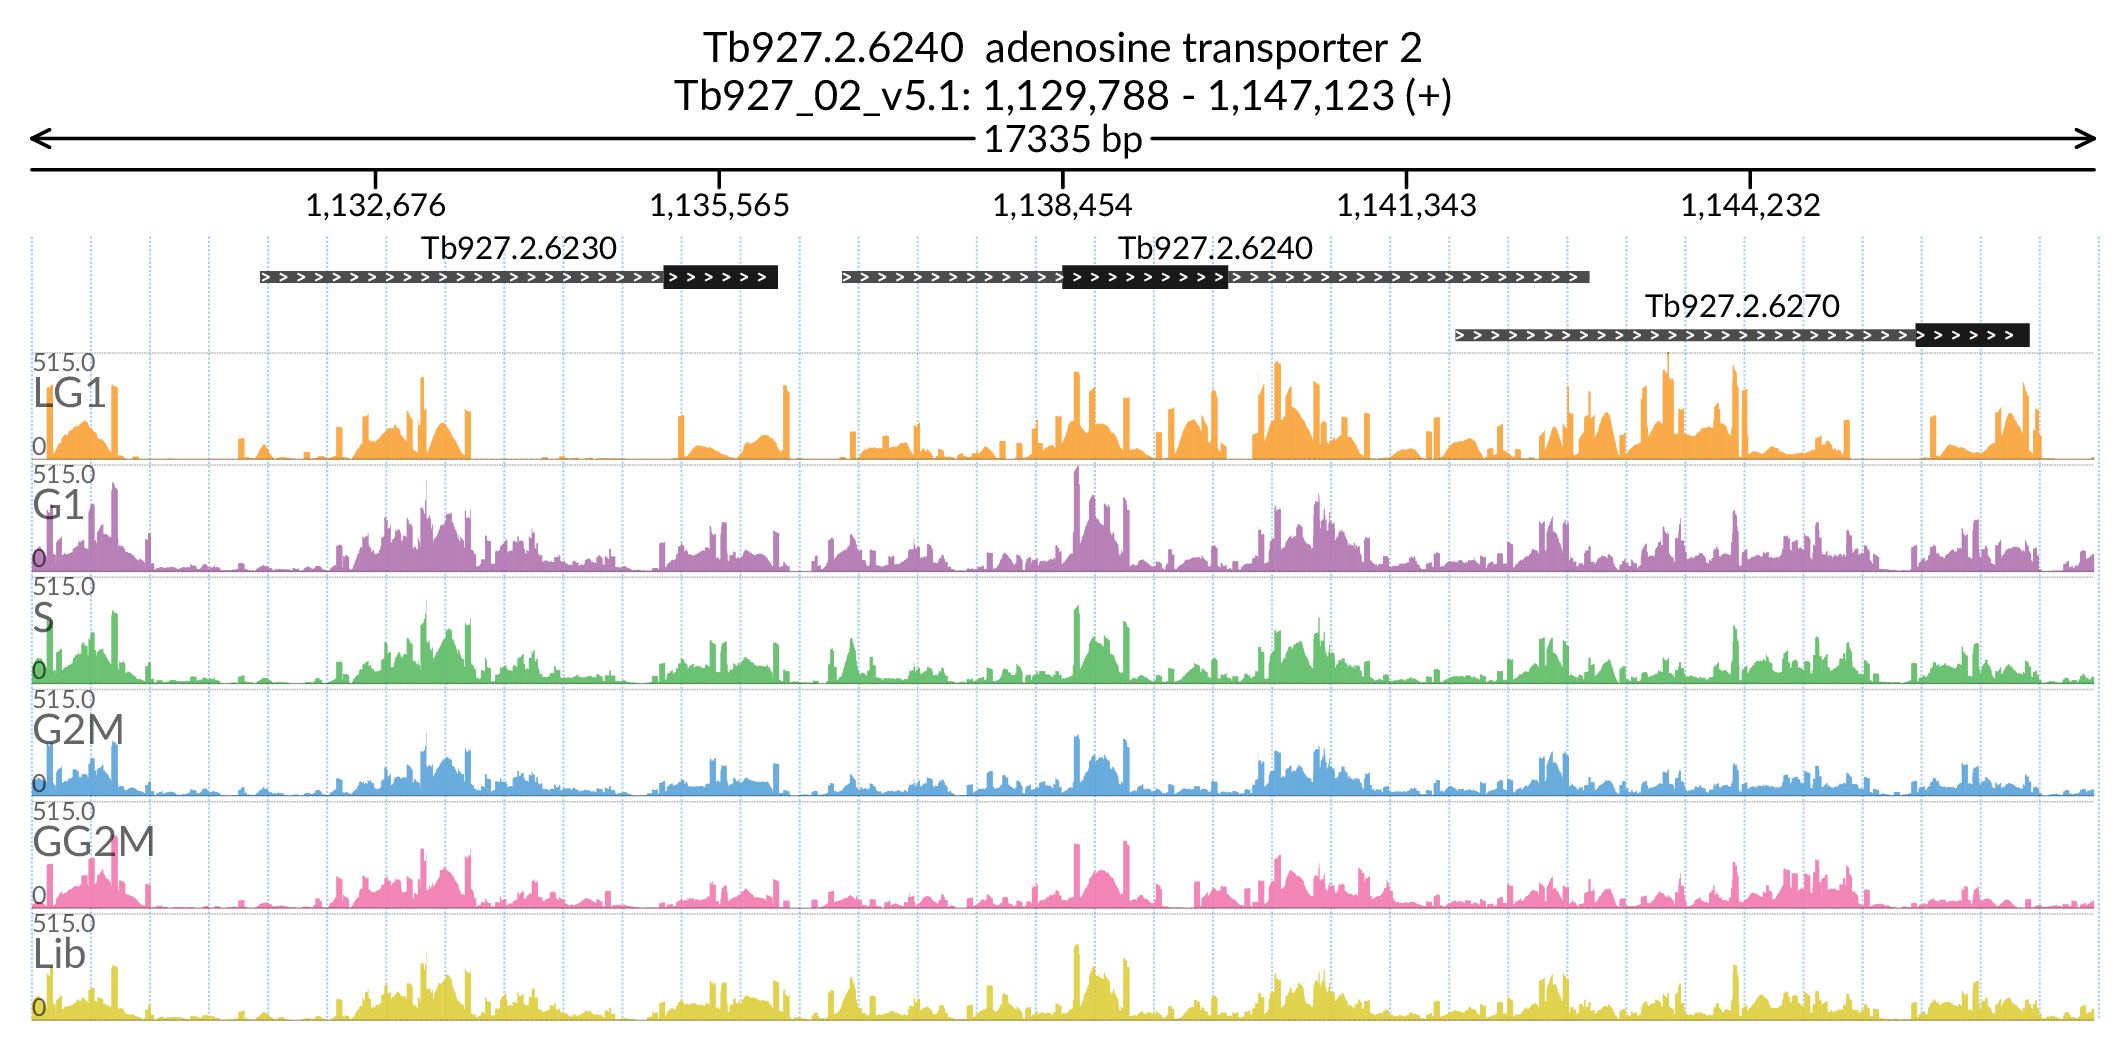 Tb927.2.6240  adenosine transporter 2
Tb927_02_v5.1: 1,129,788 - 1,147,123 (+)
17335 bp
1,132,676 1,135,565 1,138,454 1,141,343 1,144,232
Tb927.2.6230 Tb927.2.6240
Tb927.2.6270
515.0
LG1
0
515.0
G1
0
515.0
S
0
515.0
G2M
0
515.0
GG2M
0
515.0
Lib
0